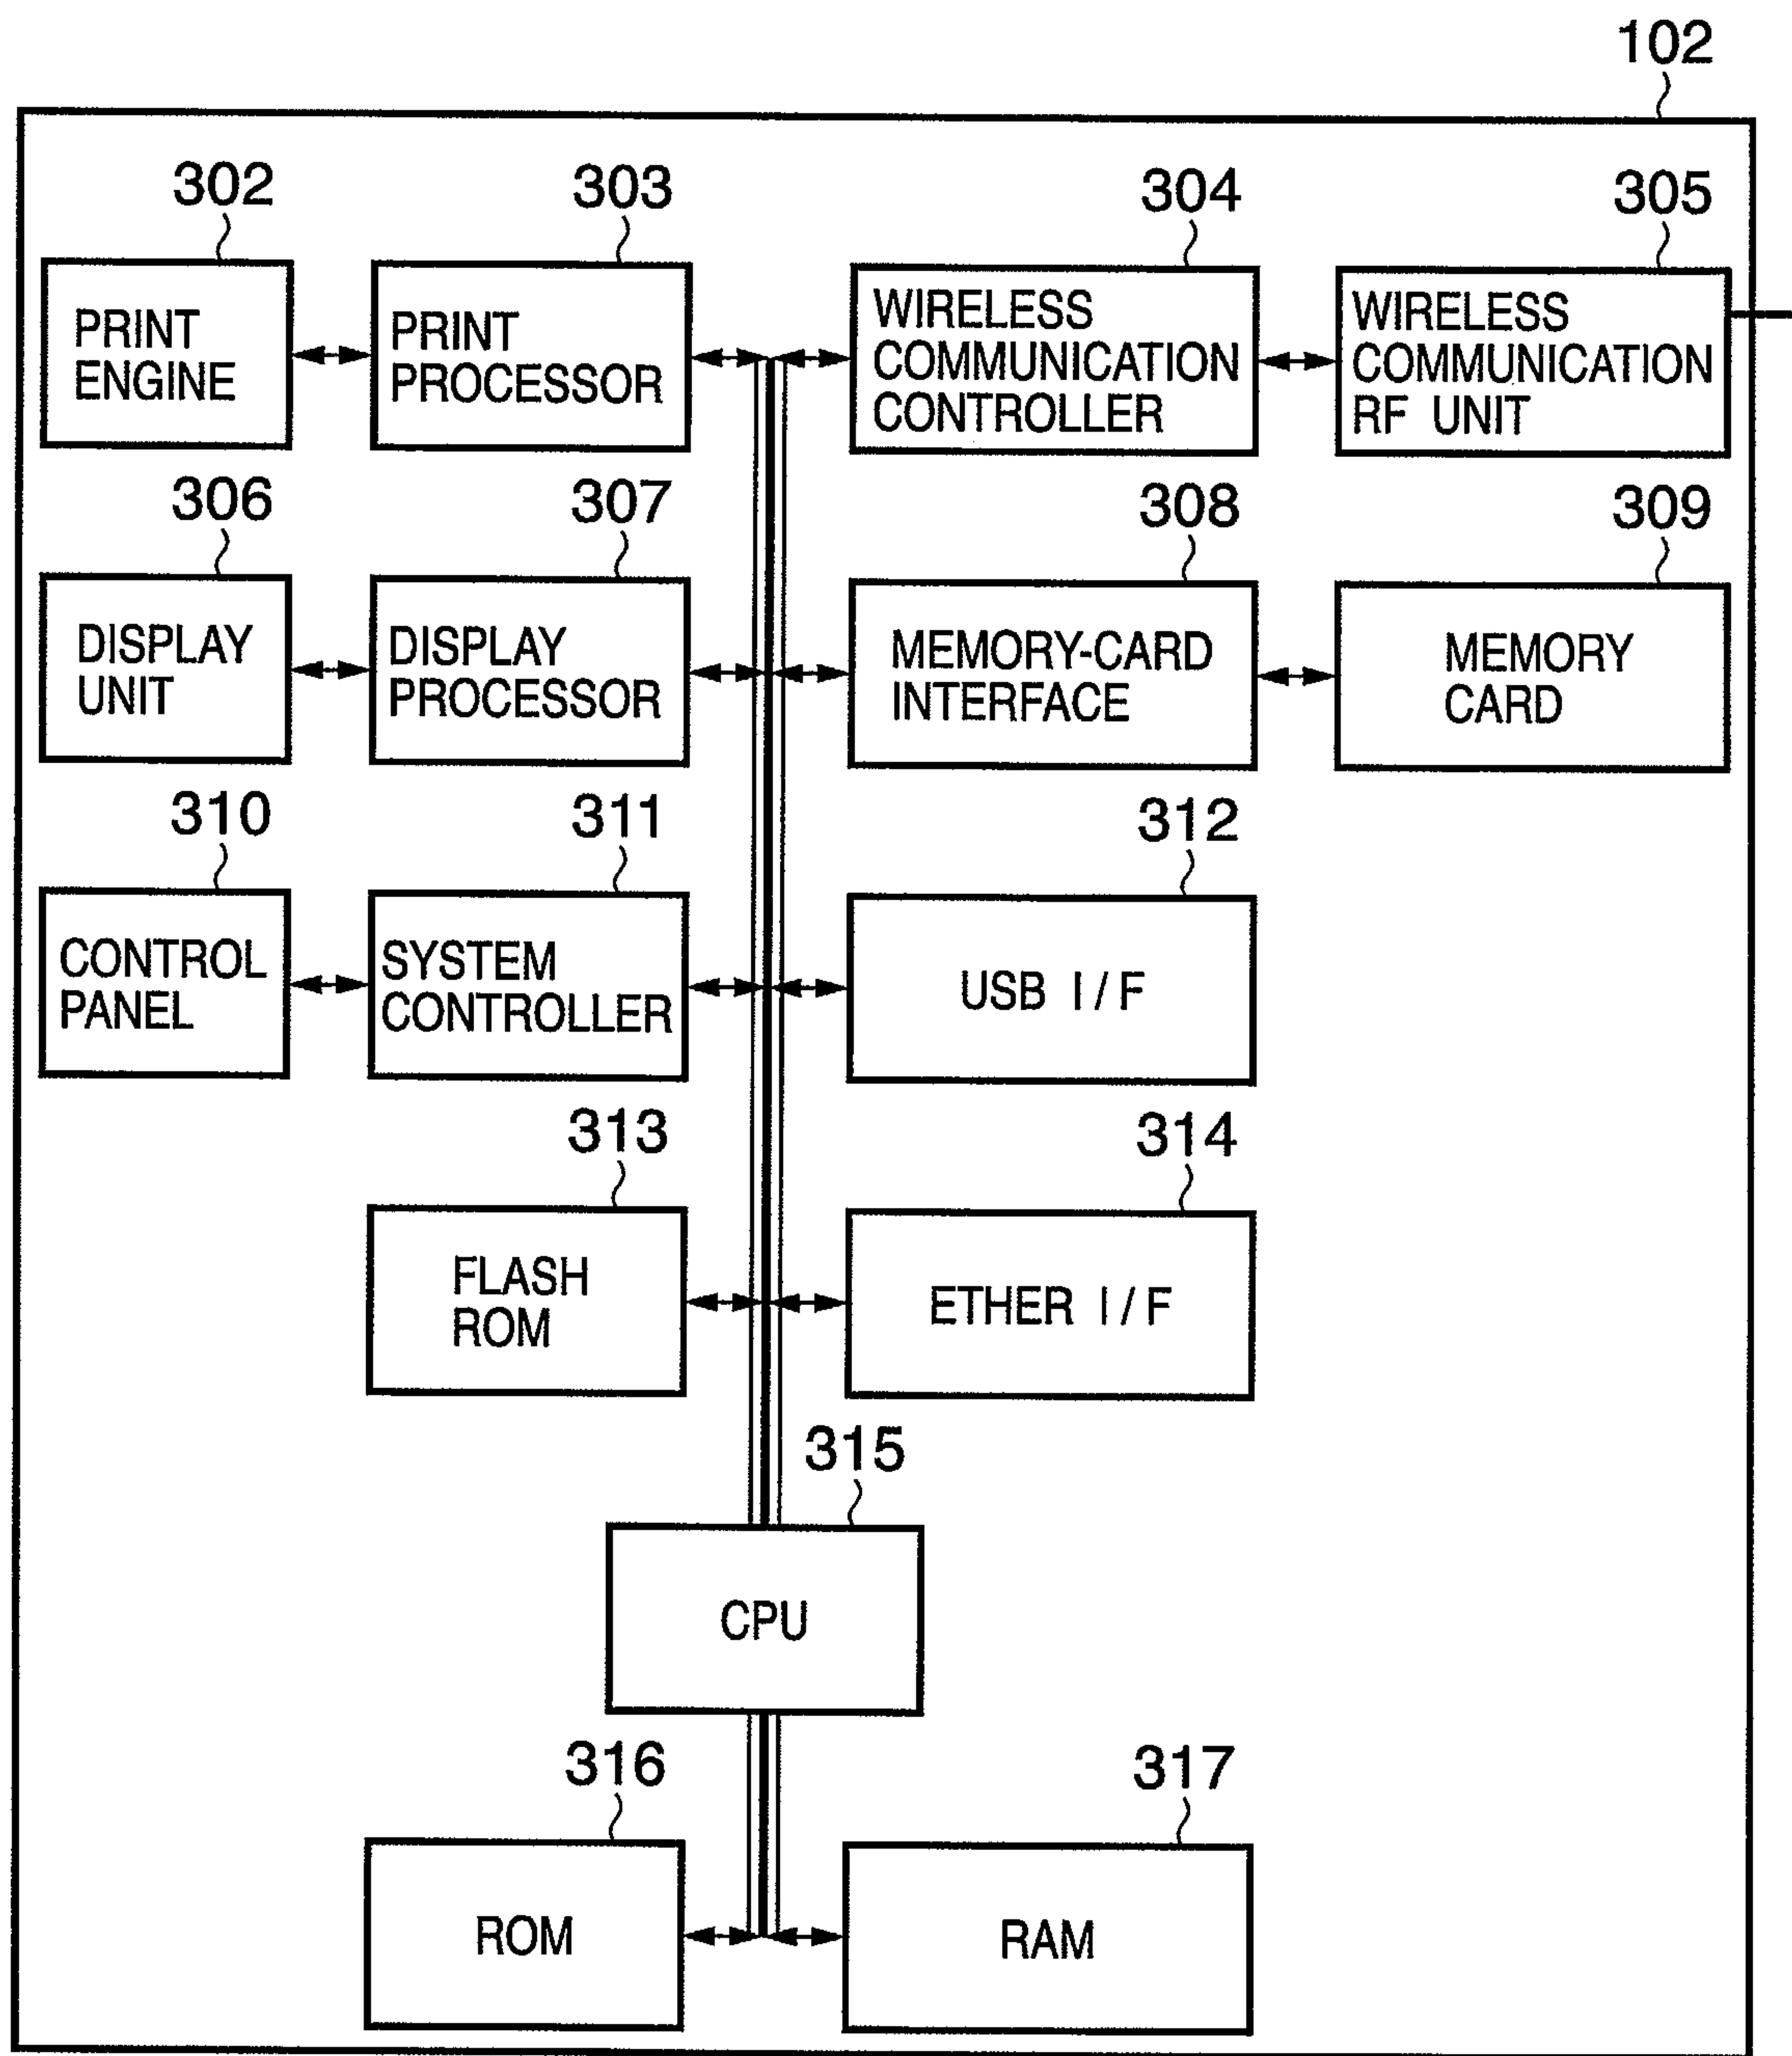 102
302
303
304
305
PRINT
ENGINE
PRINT
PROCESSOR
WIRELESS
COMMUNICATION
CONTROLLER
WIRELESS
COMMUNICATION
RF UNIT
306
307
308
309
DISPLAY
UNIT
DISPLAY
PROCESSOR
MEMORY-CARD
INTERFACE
MEMORY
CARD
310
311
312
CONTROL
PANEL
SYSTEM
CONTROLLER
USB I / F
313
314
FLASH
ROM
ETHER I / F
315
CPU
316
317
ROM
RAM